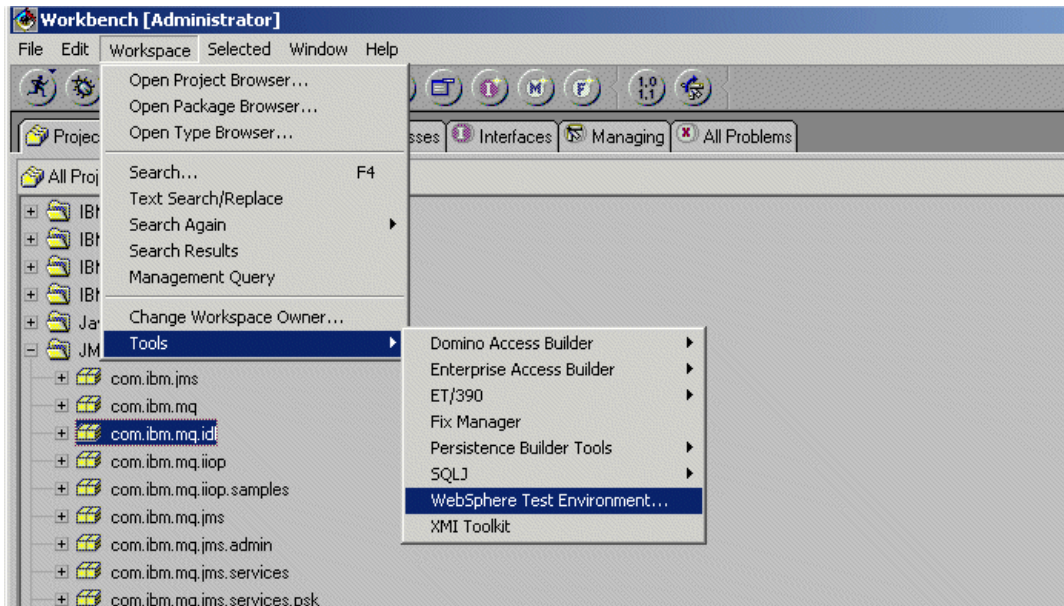 Workbench [Administrator]
File Edit Workspace Selected Window Help
Open Project Browser...
Open Package Browser...
Open Type Browser...
Search... F4
Text Search/Replace
Search Again
Search Results
Management Query
Change Workspace Owner...
Tools
Domino Access Builder
Enterprise Access Builder
ET/390
Fix Manager
Persistence Builder Tools
SQLJ
WebSphere Test Environment...
XMI Toolkit
M F 1.0 1.1
Projec sses Interfaces Managing All Problems
All Proj
IBM
IBM
IBM
IBM
Ja
JM
com.ibm.jms
com.ibm.mq
com.ibm.mq.idl
com.ibm.mq.iiop
com.ibm.mq.iiop.samples
com.ibm.mq.jms
com.ibm.mq.jms.admin
com.ibm.mq.jms.services
com.ibm.mq.jms.services.psk